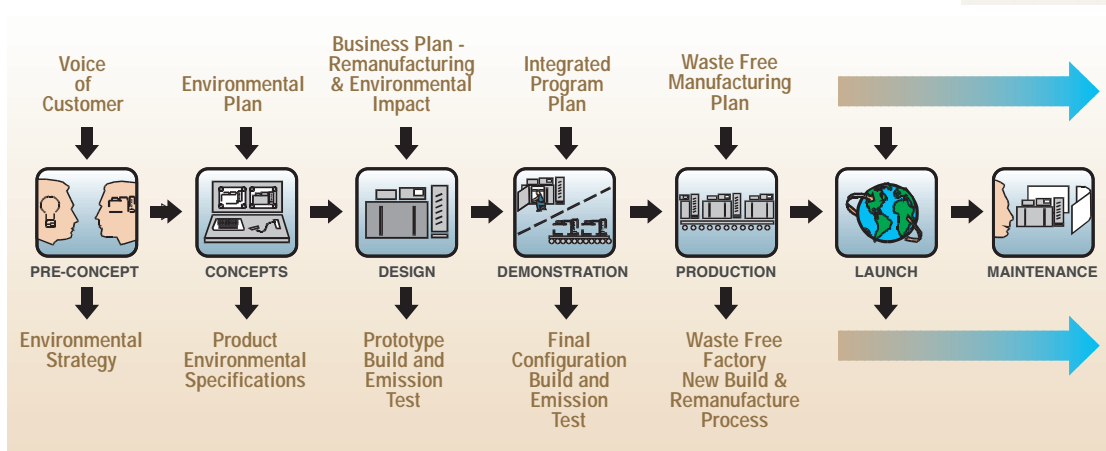 Voice
of
Customer
Environmental
Plan
Business Plan -
Remanufacturing
& Environmental
Impact
Integrated
Program
Plan
Waste Free
Manufacturing
Plan
PRE-CONCEPT
CONCEPTS
DESIGN
DEMONSTRATION
PRODUCTION
LAUNCH
MAINTENANCE
Environmental
Strategy
Product
Environmental
Specifications
Prototype
Build and
Emission
Test
Final
Configuration
Build and
Emission
Test
Waste Free
Factory
New Build &
Remanufacture
Process